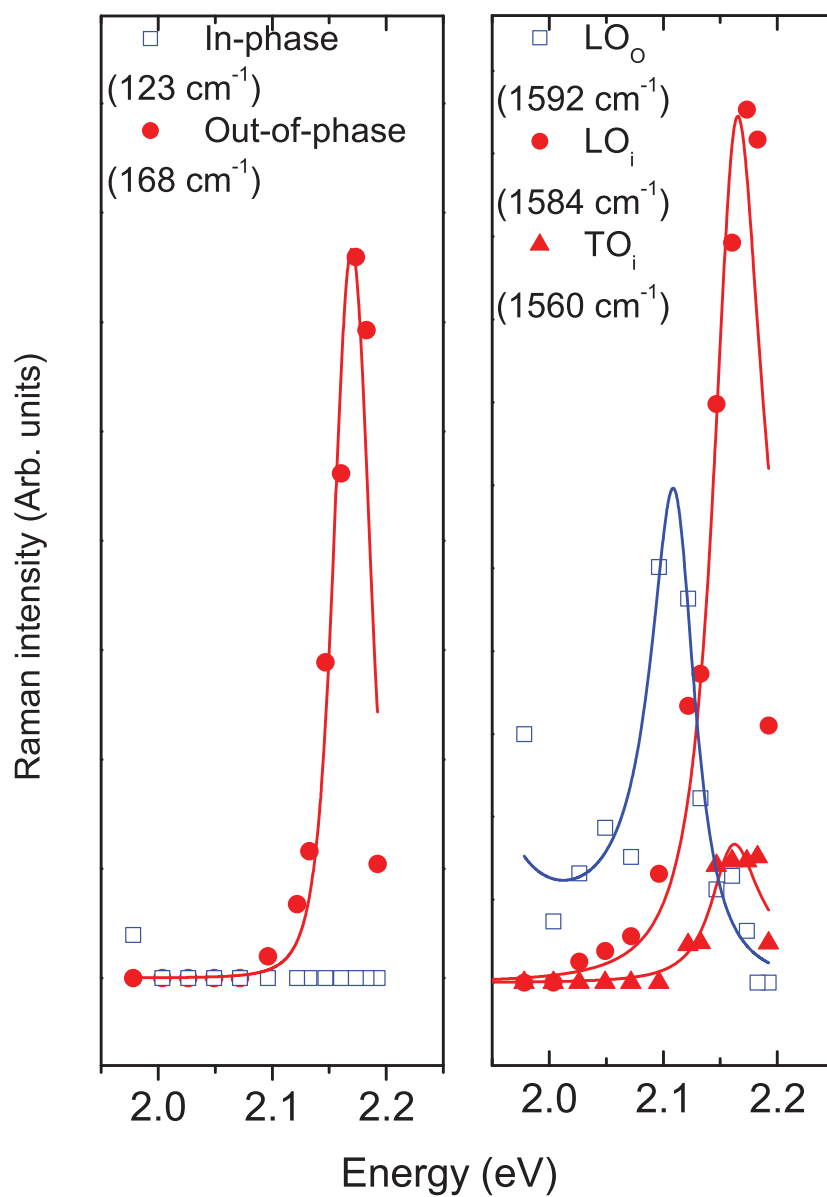 In-phase
(123 cm⁻¹)
Out-of-phase
(168 cm⁻¹)
LOₒ
(1592 cm⁻¹)
LOᵢ
(1584 cm⁻¹)
TOᵢ
(1560 cm⁻¹)
Raman intensity (Arb. units)
2.0 2.1 2.2
2.0 2.1 2.2
Energy (eV)